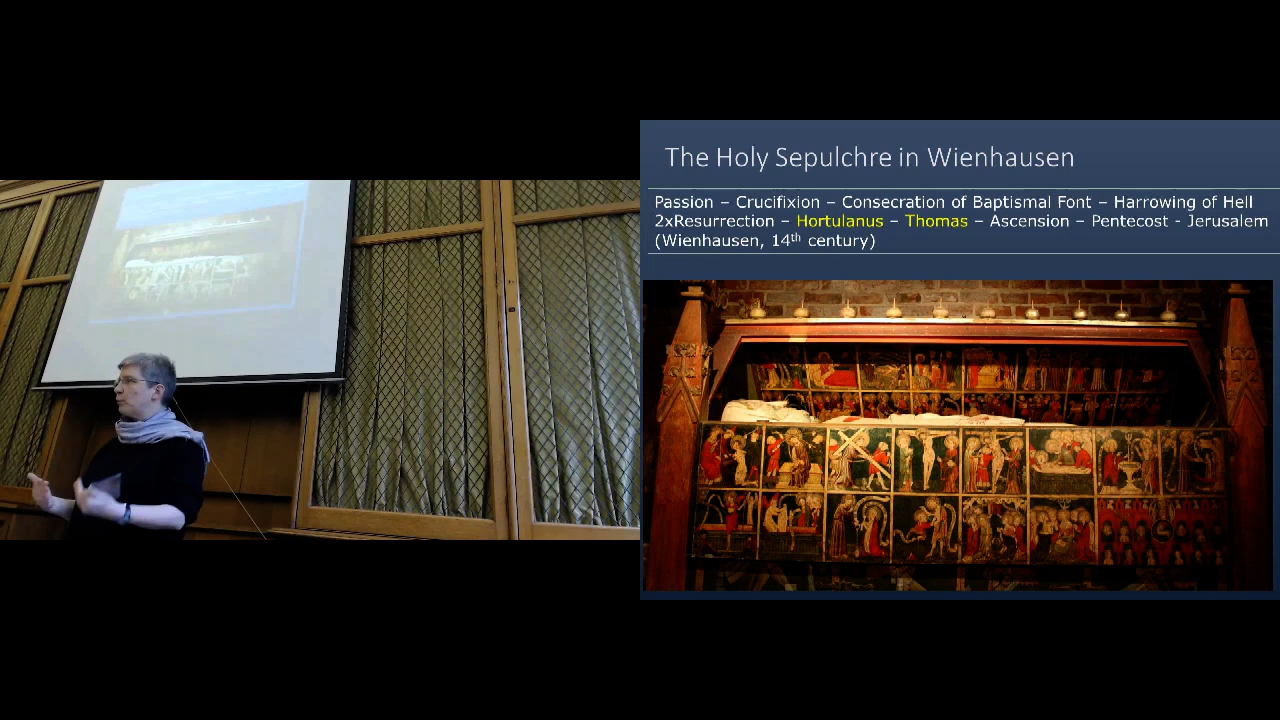 The Holy Sepulchre in Wienhausen
Passion – Crucifixion – Consecration of Baptismal Font – Harrowing of Hell
2xResurrection – Hortulanus – Thomas – Ascension – Pentecost - Jerusalem
(Wienhausen, 14th century)